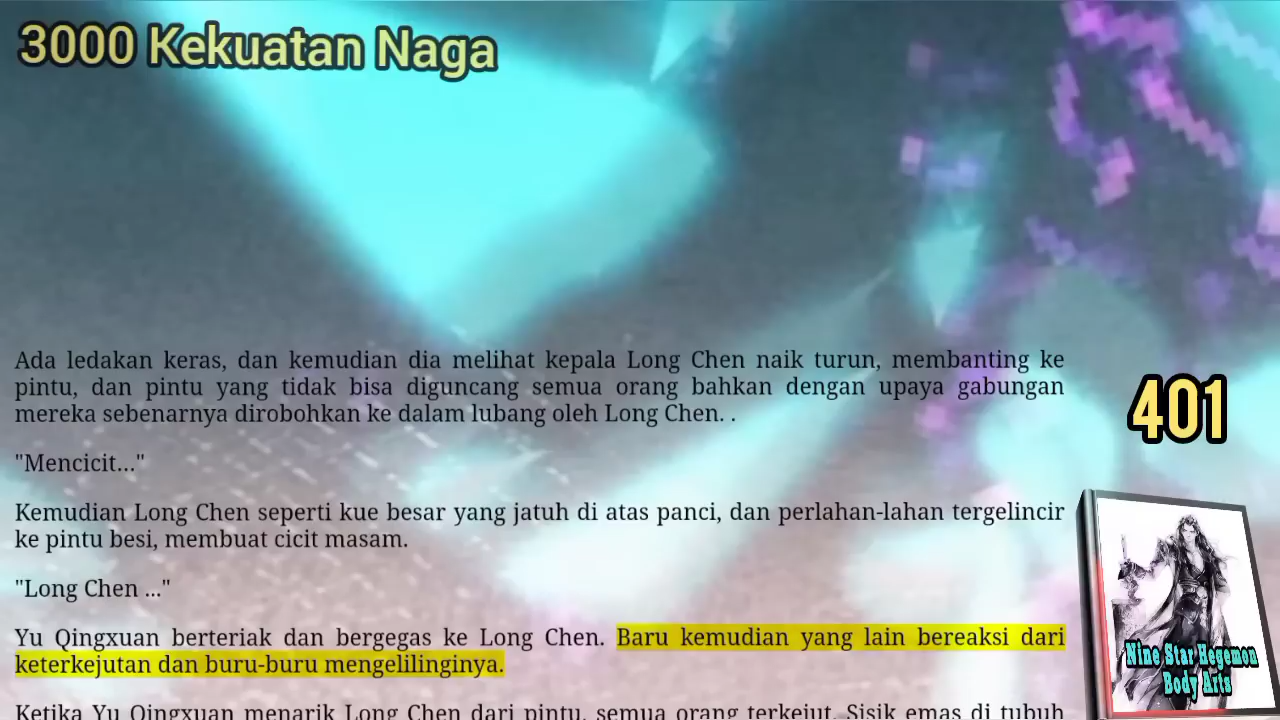 3000 Kekuatan Naga
Ada ledakan keras, dan kemudian dia melihat kepala Long Chen naik turun, membanting ke
pintu, dan pintu yang tidak bisa diguncang semua orang bahkan dengan upaya gabungan
mereka sebenarnya dirobohkan ke dalam lubang oleh Long Chen. .
"Mencicit..."
Kemudian Long Chen seperti kue besar yang jatuh di atas panci, dan perlahan-lahan tergelincir
ke pintu besi, membuat cicit masam.
"Long Chen ..."
Yu Qingxuan berteriak dan bergegas ke Long Chen. Baru kemudian yang lain bereaksi dari
keterkejutan dan buru-buru mengelilinginya.
Ketika Yu Qingxuan menarik Long Chen dari pintu, semua orang terkejut. Sisik emas di tubuh
401
Nine Star Hegemon
Body Arts